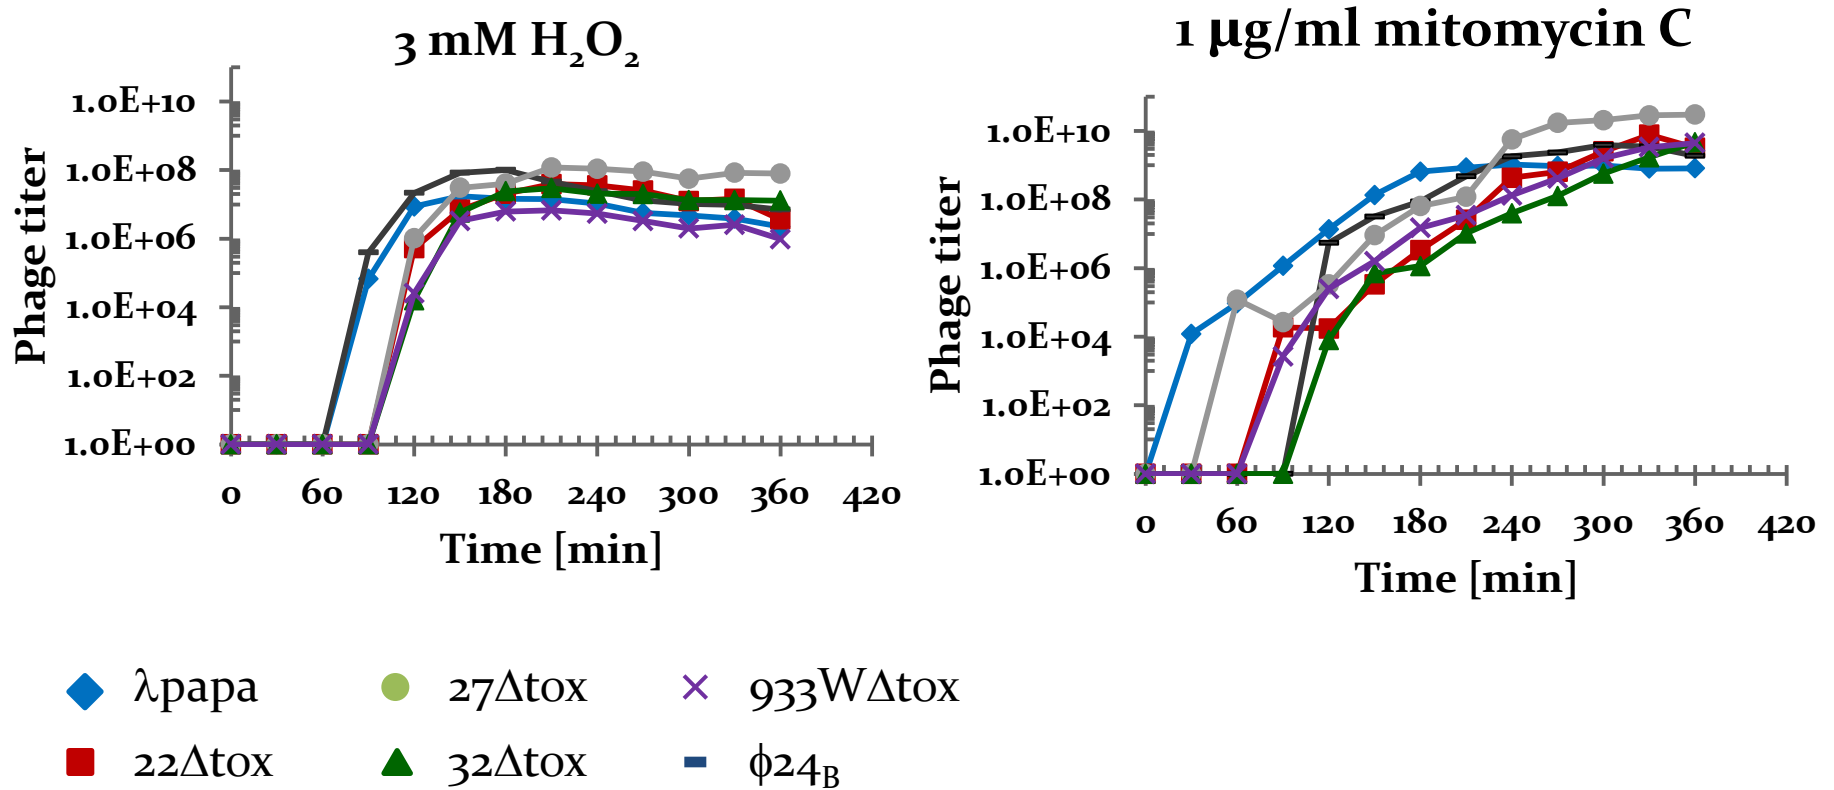 3 mM H₂O₂
1.0E+10
1.0E+08
1.0E+06
1.0E+04
1.0E+02
1.0E+00
Phage titer
0 60 120 180 240 300 360 420
Time [min]
1 µg/ml mitomycin C
1.0E+10
1.0E+08
1.0E+06
1.0E+04
1.0E+02
1.0E+00
Phage titer
0 60 120 180 240 300 360 420
Time [min]
λpapa 27Δtox 933WΔtox
22Δtox 32Δtox ϕ24B